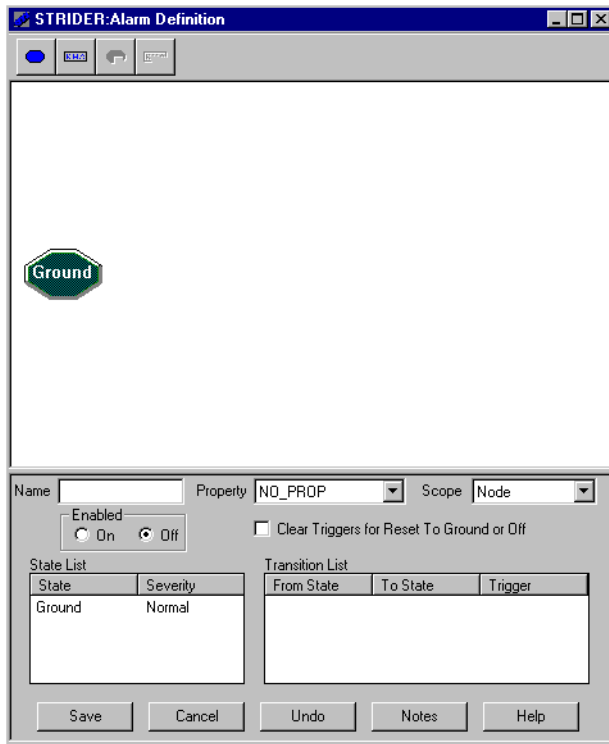 STRIDER:Alarm Definition
Ground
Name Property NO_PROP Scope Node
Enabled
On Off Clear Triggers for Reset To Ground or Off
State List Transition List
State Severity From State To State Trigger
Ground Normal
Save Cancel Undo Notes Help